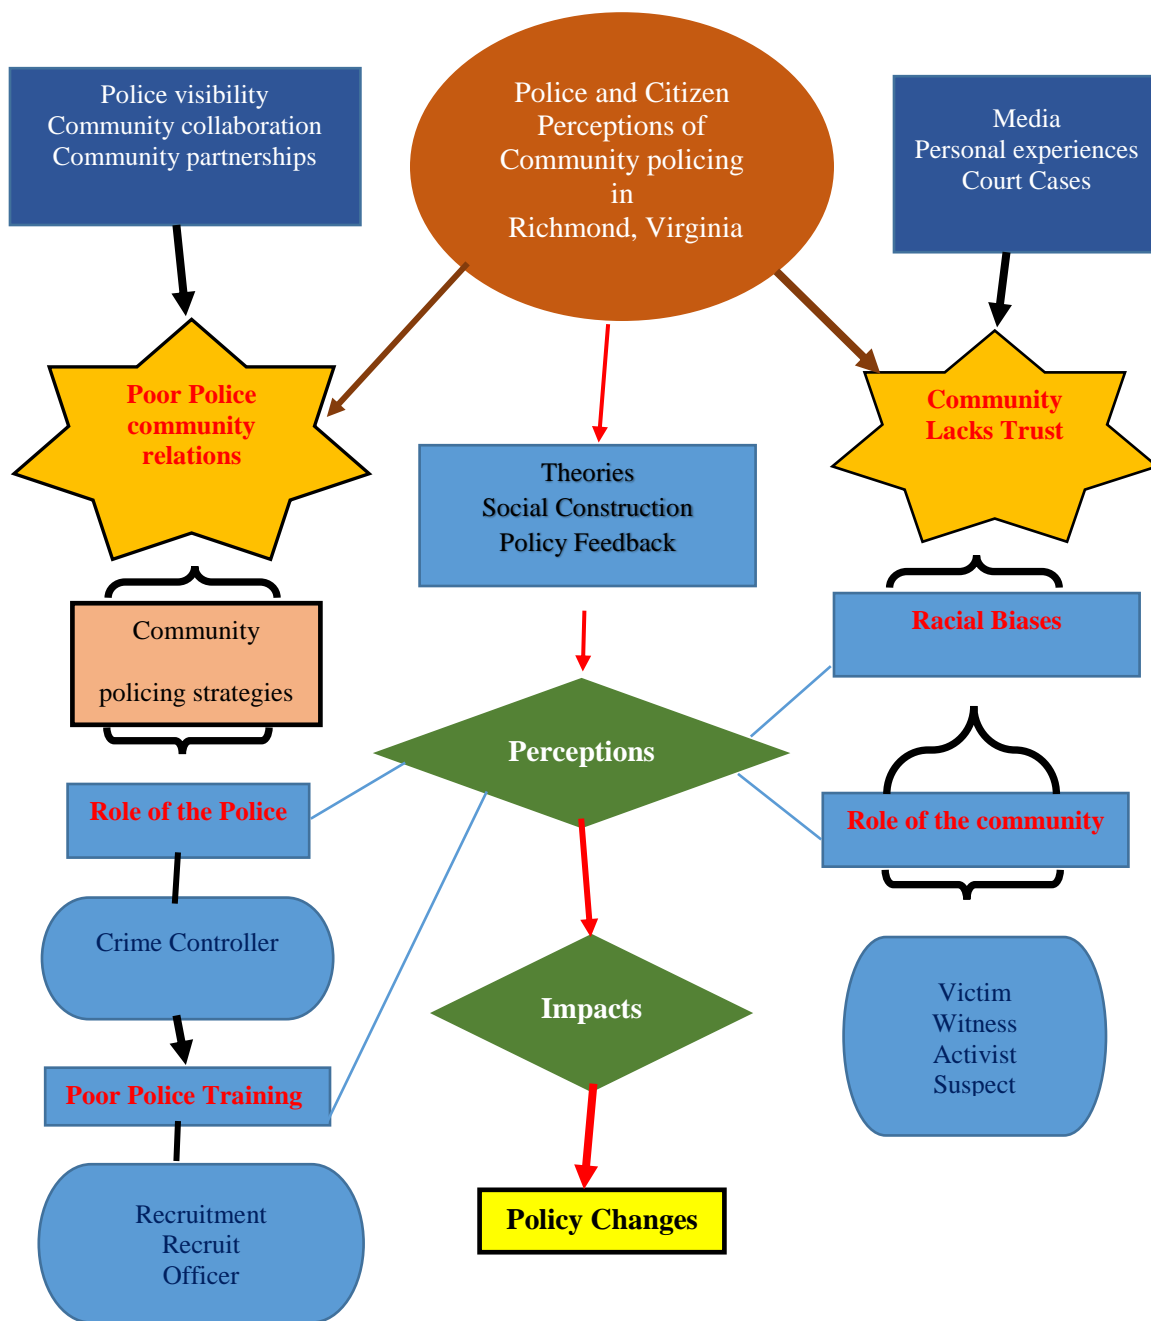 Police visibility
Community collaboration
Community partnerships
Police and Citizen
Perceptions of
Community policing
in
Richmond, Virginia
Media
Personal experiences
Court Cases
Poor Police
community
relations
Community
Lacks Trust
Theories
Social Construction
Policy Feedback
Community
policing strategies
Racial Biases
Perceptions
Role of the Police
Role of the community
Crime Controller
Impacts
Victim
Witness
Activist
Suspect
Poor Police Training
Policy Changes
Recruitment
Recruit
Officer